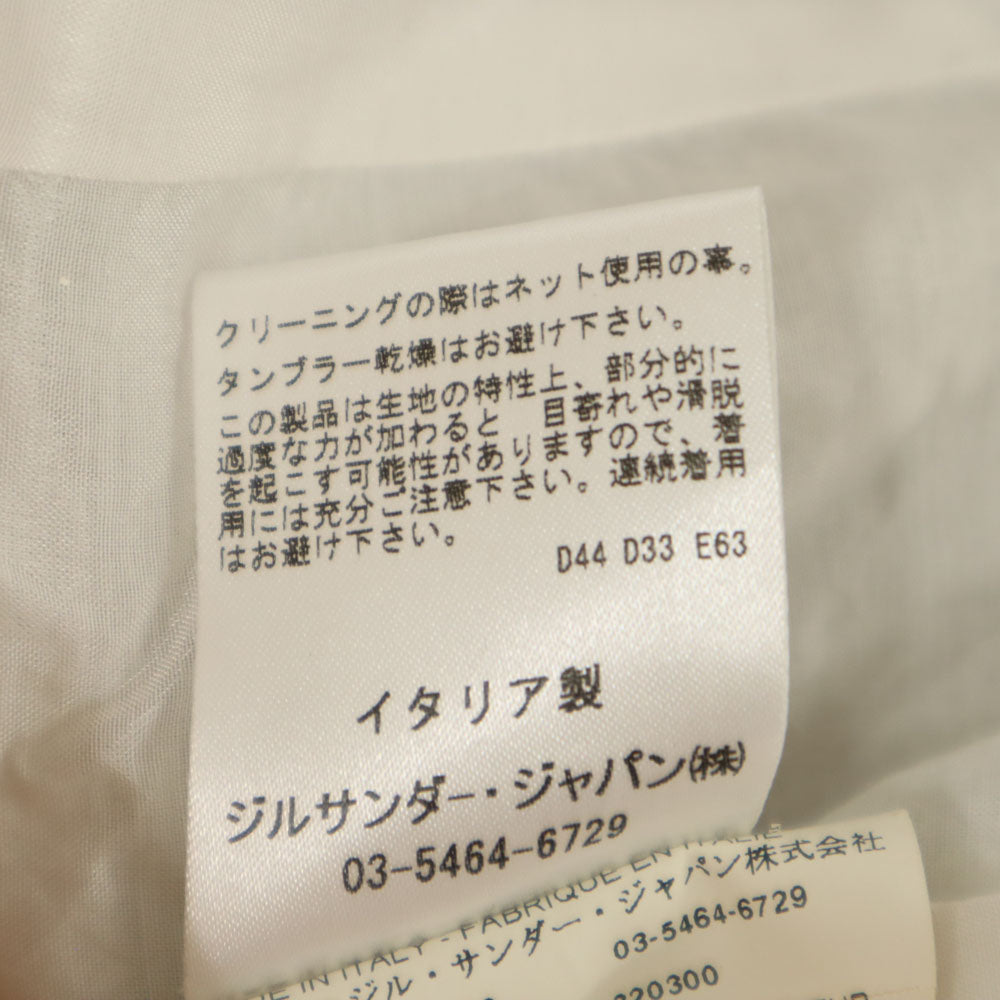 クリーニングの際はネット使用の事。
タンブラー乾燥はお避け下さい。
この製品は生地の特性上、部分的に
過度な力が加わると　目寄れや滑脱
を起こす可能性がありますので、着
用には充分ご注意下さい。連続着用
はお避け下さい。
D44 D33 E63
イタリア製
ジルサンダー・ジャパン(株)
03-5464-6729
IN ITALY - FABRIQUE EN ITALIE
ジル・サンダー・ジャパン株式会社
03-5464-6729
20300